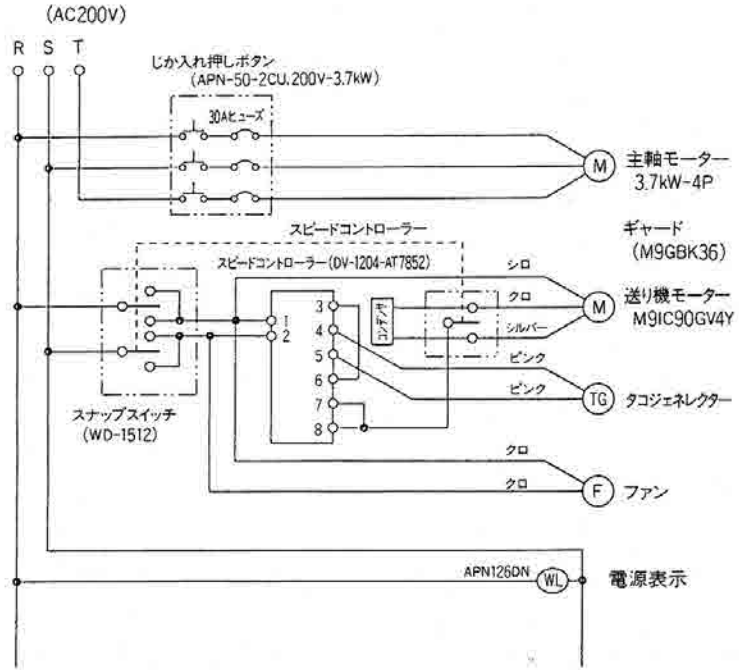 (AC200V)
R S T
じか入れ押しボタン
(APN-50-2CU.200V-3.7kW)
30Aヒューズ
M
主軸モーター
3.7kW-4P
スピードコントローラー
ギャード
(M9GBK36)
スピードコントローラー(DV-1204-AT7852)
シロ
クロ
シルバー
M
送り機モーター
M91C90GV4Y
コンデンサ
1
2
3
4
5
6
7
8
ピンク
ピンク
TG
タコジェネレクター
スナップスイッチ
(WD-1512)
クロ
クロ
F
ファン
APN126DN
WL
電源表示